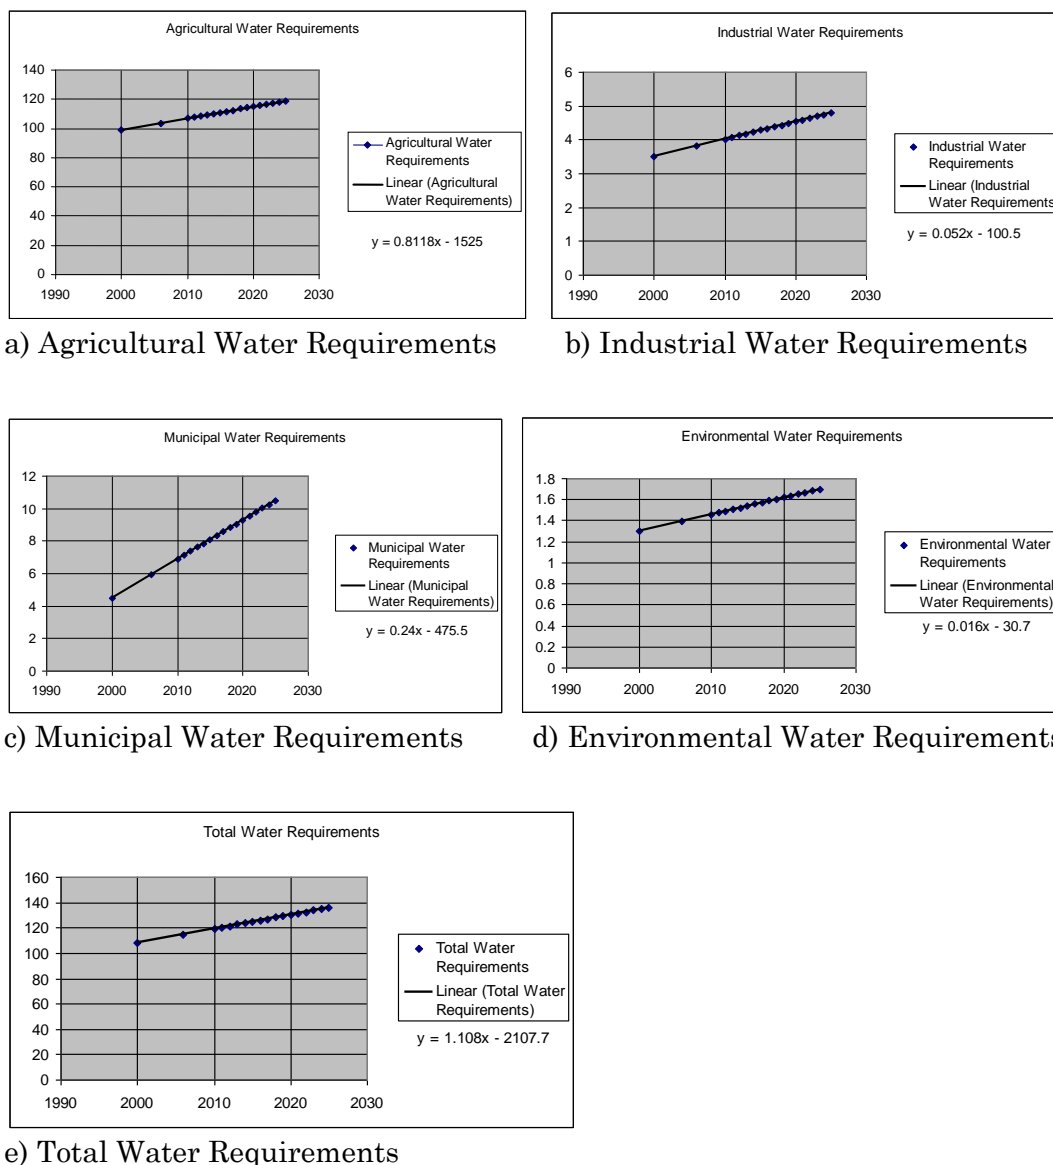 Agricultural Water Requirements
140
120
100
80
60
40
20
0
1990 2000 2010 2020 2030
Agricultural Water
Requirements
Linear (Agricultural
Water Requirements)
y = 0.8118x - 1525
a) Agricultural Water Requirements
Industrial Water Requirements
6
5
4
3
2
1
0
1990 2000 2010 2020 2030
Industrial Water
Requirements
Linear (Industrial
Water Requirements
y = 0.052x - 100.5
b) Industrial Water Requirements
Municipal Water Requirements
12
10
8
6
4
2
0
1990 2000 2010 2020 2030
Municipal Water
Requirements
Linear (Municipal
Water Requirements)
y = 0.24x - 475.5
c) Municipal Water Requirements
Environmental Water Requirements
1.8
1.6
1.4
1.2
1
0.8
0.6
0.4
0.2
0
1990 2000 2010 2020 2030
Environmental Water
Requirements
Linear (Environmental
Water Requirements)
y = 0.016x - 30.7
d) Environmental Water Requirements
Total Water Requirements
160
140
120
100
80
60
40
20
0
1990 2000 2010 2020 2030
Total Water
Requirements
Linear (Total Water
Requirements)
y = 1.108x - 2107.7
e) Total Water Requirements